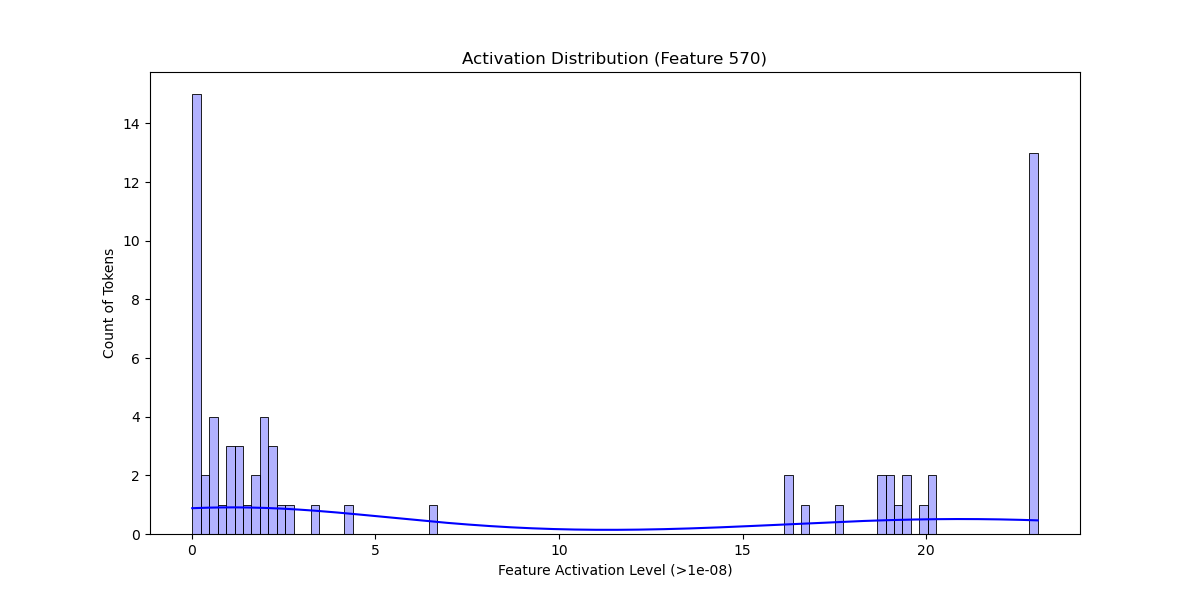 Activation Distribution (Feature 570)
14
12
10
8
6
4
2
0
Count of Tokens
0 5 10 15 20
Feature Activation Level (>1e-08)